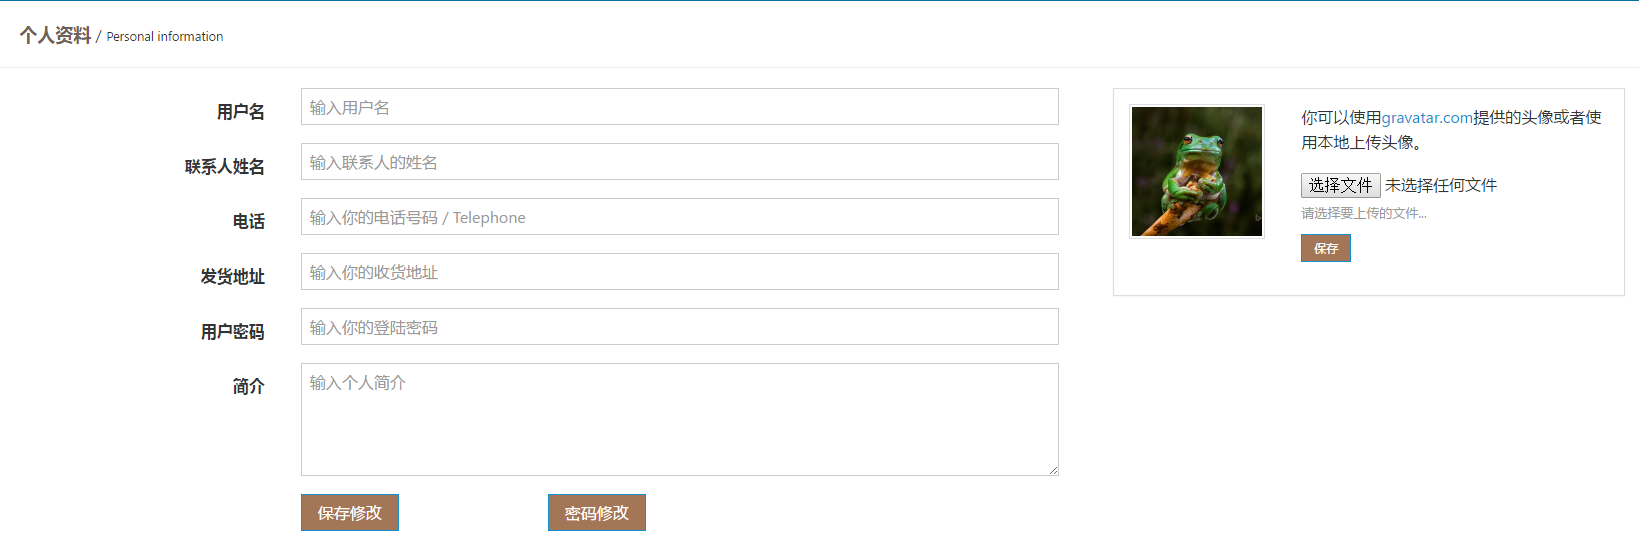 个人资料 / Personal information
用户名 输入用户名
联系人姓名 输入联系人的姓名
电话 输入你的电话号码 / Telephone
发货地址 输入你的收货地址
用户密码 输入你的登陆密码
简介 输入个人简介
保存修改 密码修改
你可以使用gravatar.com提供的头像或者使
用本地上传头像。
选择文件 未选择任何文件
请选择要上传的文件...
保存